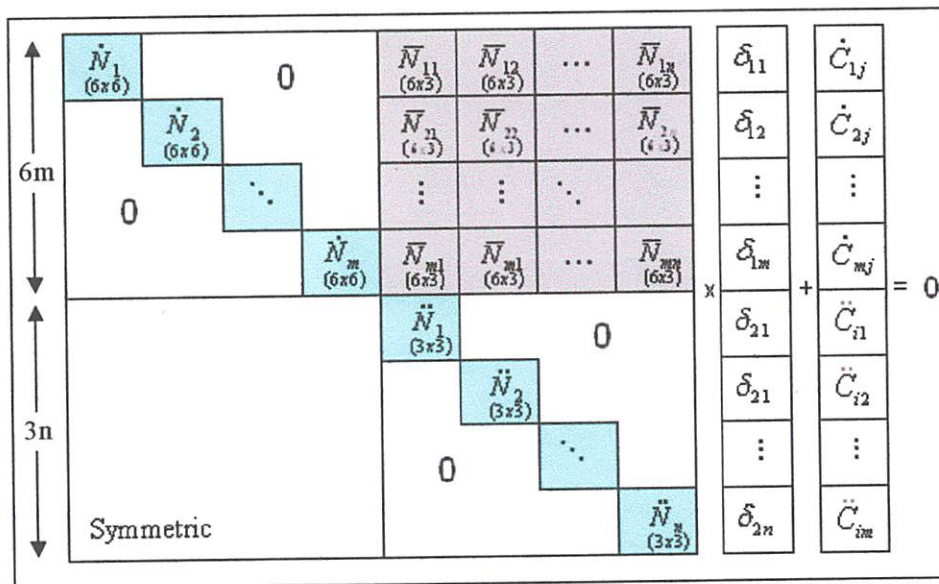 Ṅ₁ 0 N̅₁₁ N̅₁₂ ⋯ N̅₁ₙ δ₁₁ Ċ₁ⱼ
(6x6) (6x3) (6x3) (6x3)
Ṅ₂ N̅₂₁ N̅₂₂ ⋯ δ₁₂ Ċ₂ⱼ
(6x6)
6m 0 ⋱ ⋮ ⋮ ⋱ ⋮ ⋮
Ṅₘ N̅ₘ₁ N̅ₘ₁ ⋯ N̅ₘₙ δ₁ₘ Ċₘⱼ
(6x6) (6x3) (6x3) (6x3)
x + = 0
N̈₁ 0 δ₂₁ C̈ᵢ₁
(3x3)
N̈₂ δ₂₁ C̈ᵢ₂
(3x3)
3n 0 ⋱ ⋮ ⋮
Symmetric N̈ₙ δ₂ₙ C̈ᵢₘ
(3x3)